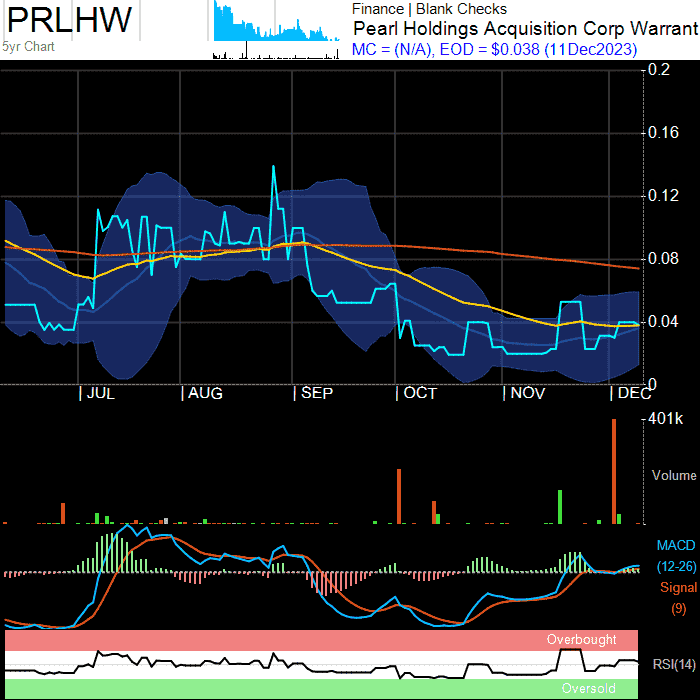 PRLHW
5yr Chart
Finance | Blank Checks
Pearl Holdings Acquisition Corp Warrant
MC = (N/A), EOD = $0.038 (11Dec2023)
0.2
0.16
0.12
0.08
0.04
0
JUL AUG SEP OCT NOV DEC
401k
Volume
MACD
(12-26)
Signal
(9)
Overbought
RSI(14)
Oversold